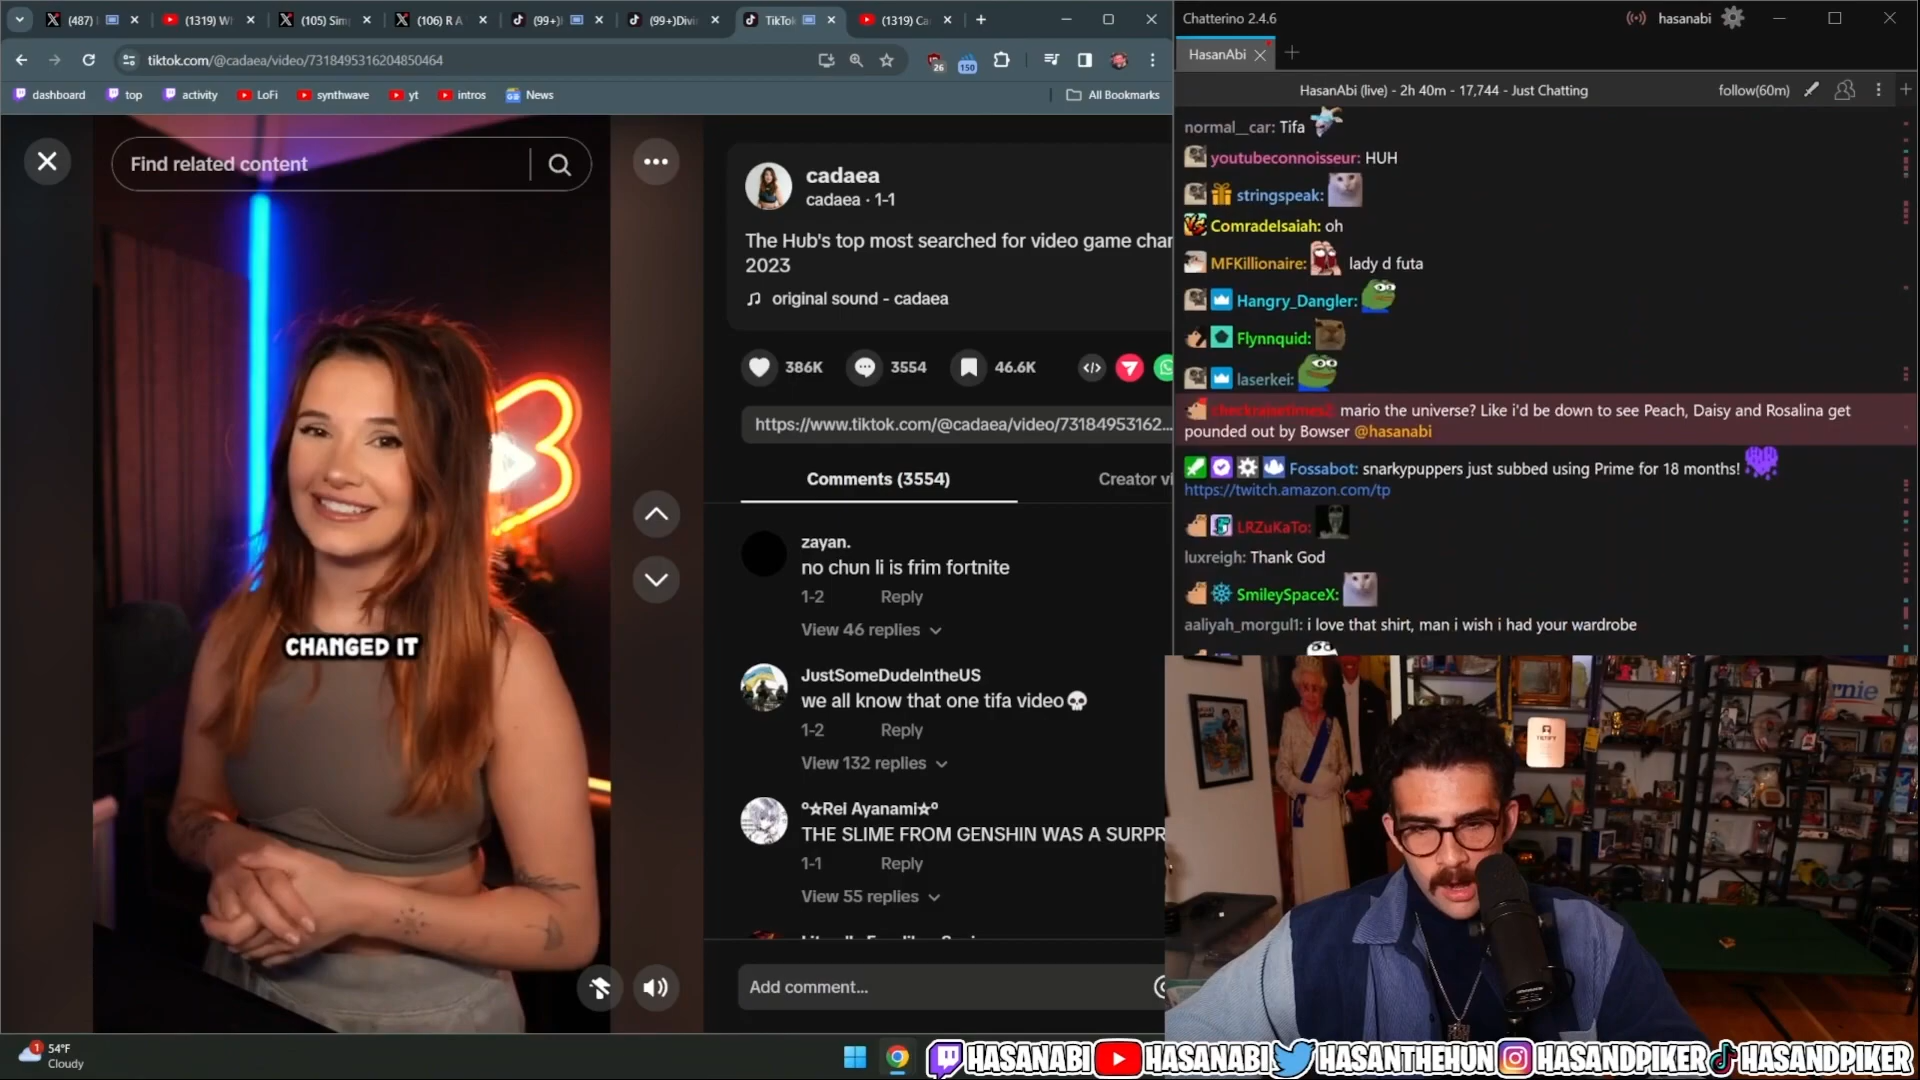 (487)
(1319) Wh
(105) Sim
(106) R A
(99+)
(99+)Divi
TikTok
(1319) Ca
tiktok.com/@cadaea/video/7318495316204850464
26
150
dashboard
top
activity
LoFi
synthwave
yt
intros
News
All Bookmarks
Find related content
CHANGED IT
cadaea
cadaea · 1-1
The Hub's top most searched for video game char
2023
original sound - cadaea
386K
3554
46.6K
https://www.tiktok.com/@cadaea/video/73184953162...
Comments (3554)
Creator vi
zayan.
no chun li is frim fortnite
1-2 Reply
View 46 replies
JustSomeDudeIntheUS
we all know that one tifa video💀
1-2 Reply
View 132 replies
º☆Rei Ayanami☆º
THE SLIME FROM GENSHIN WAS A SURPR
1-1 Reply
View 55 replies
Add comment...
Chatterino 2.4.6
hasanabi
HasanAbi
HasanAbi (live) - 2h 40m - 17,744 - Just Chatting
follow(60m)
normal__car: Tifa
youtubeconnoisseur: HUH
stringspeak:
ComradeIsaiah: oh
MFKillionaire: lady d futa
Hangry_Dangler:
Flynnquid:
laserkei:
mario the universe? Like i'd be down to see Peach, Daisy and Rosalina get
pounded out by Bowser @hasanabi
Fossabot: snarkypuppers just subbed using Prime for 18 months!
https://twitch.amazon.com/tp
LRZuKaTo:
luxreigh: Thank God
SmileySpaceX:
aaliyah_morgul1: i love that shirt, man i wish i had your wardrobe
rnie
1
54°F
Cloudy
HASANABI
HASANABI
HASANTHEHUN
HASANDPIKER
HASANDPIKER